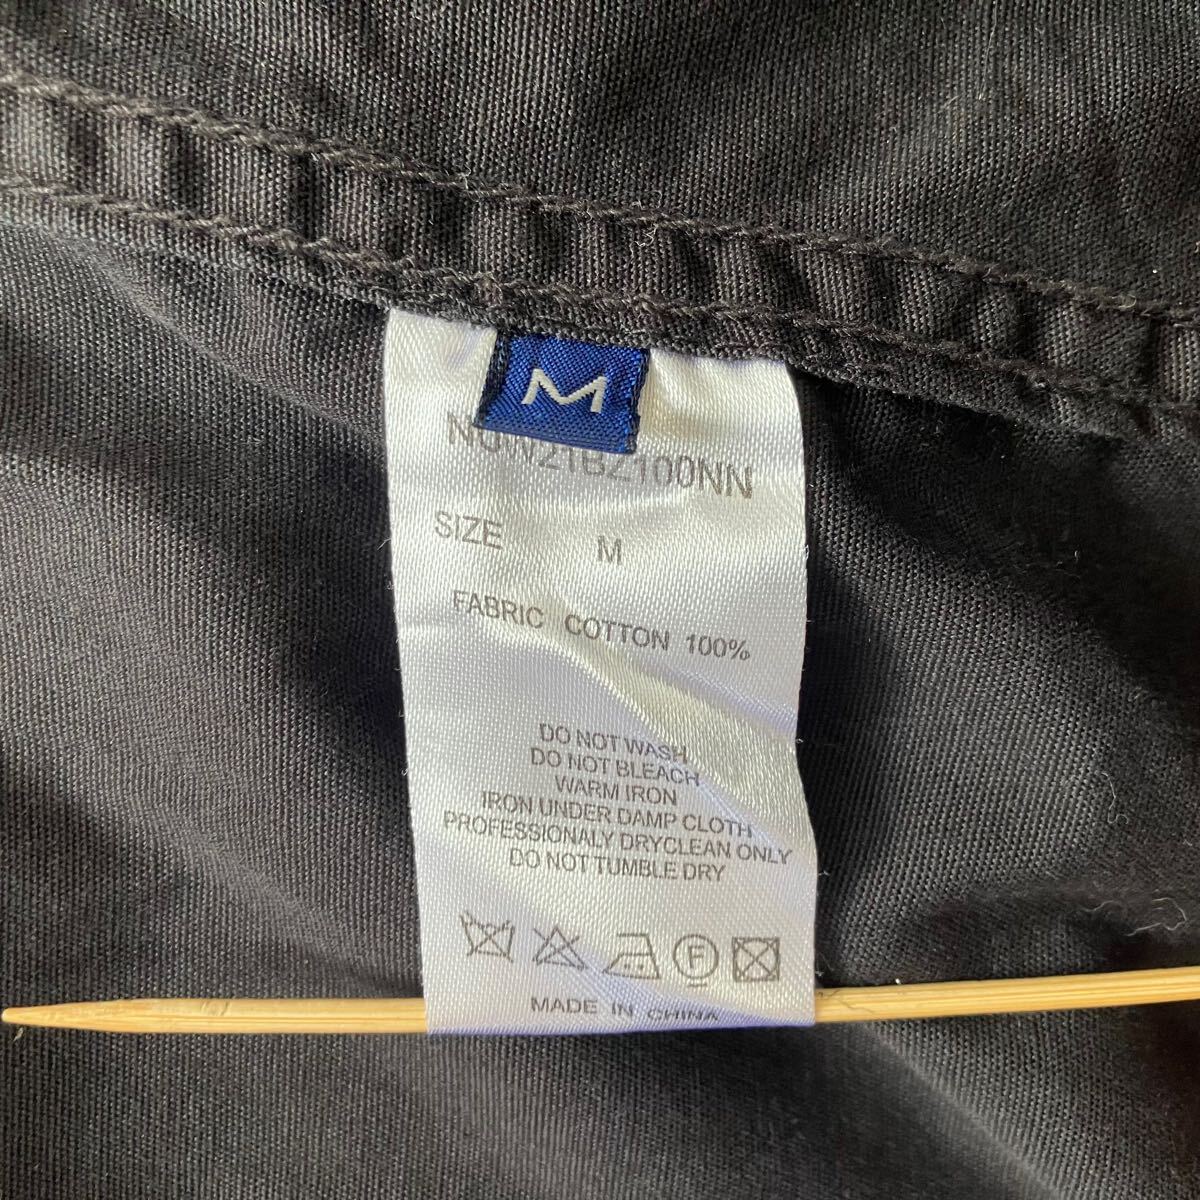 M
SIZE M
FABRIC COTTON 100%
DO NOT WASH
DO NOT BLEACH
WARM IRON
IRON UNDER DAMP CLOTH
PROFESSIONALY DRYCLEAN ONLY
DO NOT TUMBLE DRY
F
MADE IN CHINA